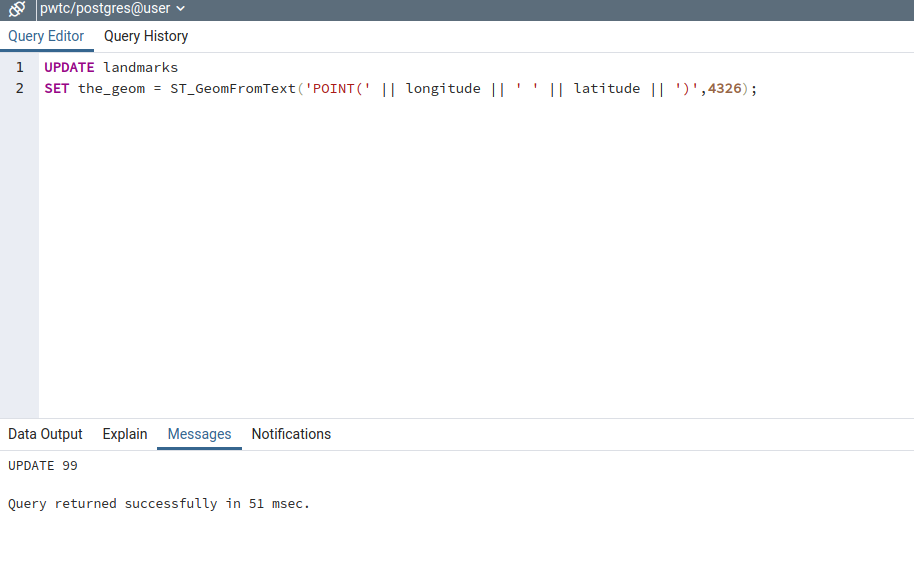 pwtc/postgres@user
Query Editor Query History
1 UPDATE landmarks
2 SET the_geom = ST_GeomFromText('POINT(' || longitude || ' ' || latitude || ')',4326);
Data Output Explain Messages Notifications
UPDATE 99
Query returned successfully in 51 msec.